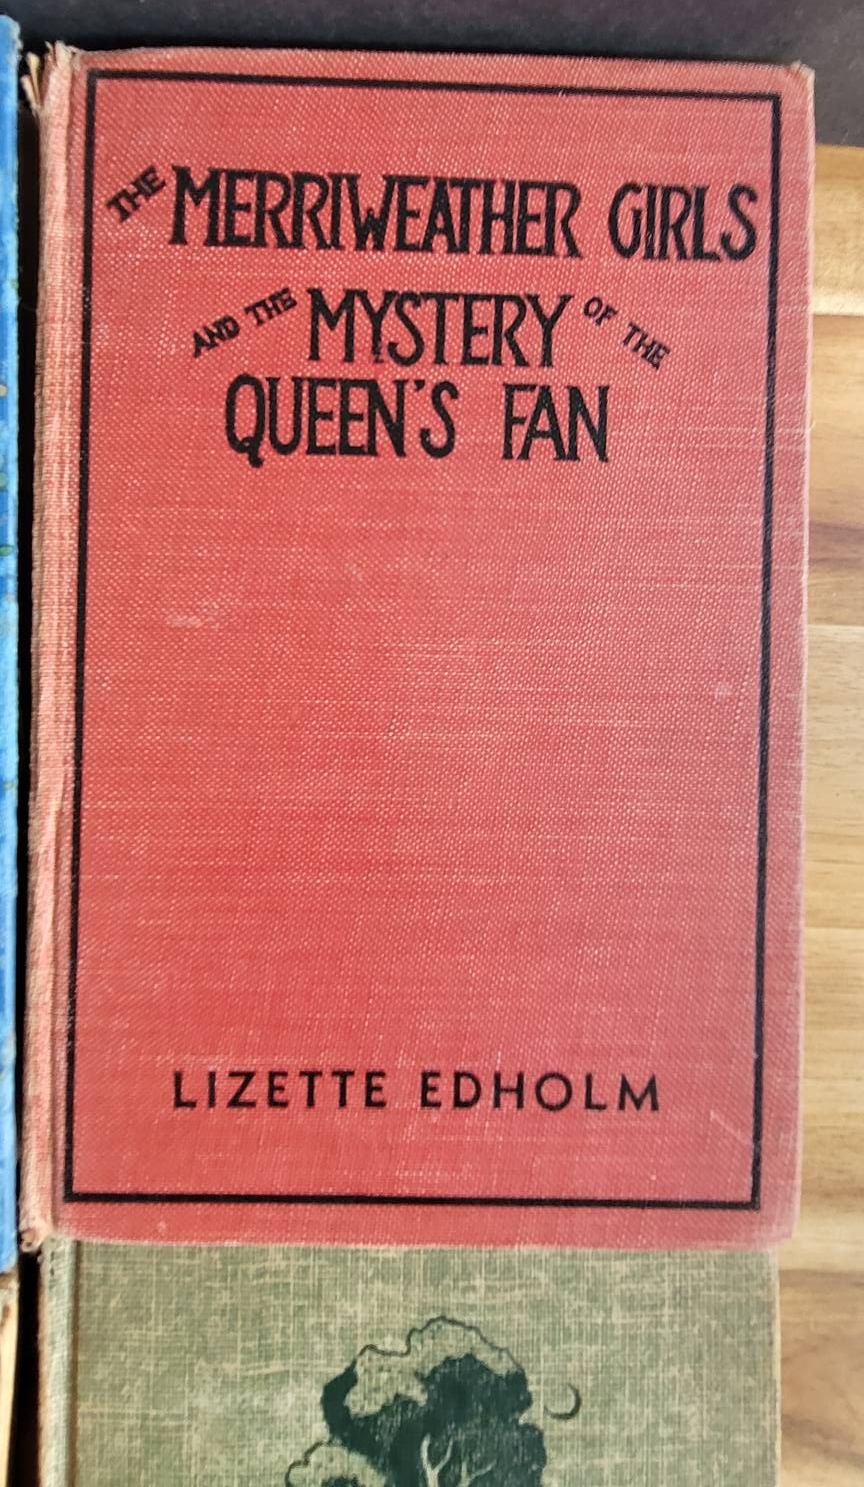 THE MERRIWEATHER GIRLS
AND THE MYSTERY OF THE
QUEEN'S FAN
LIZETTE EDHOLM